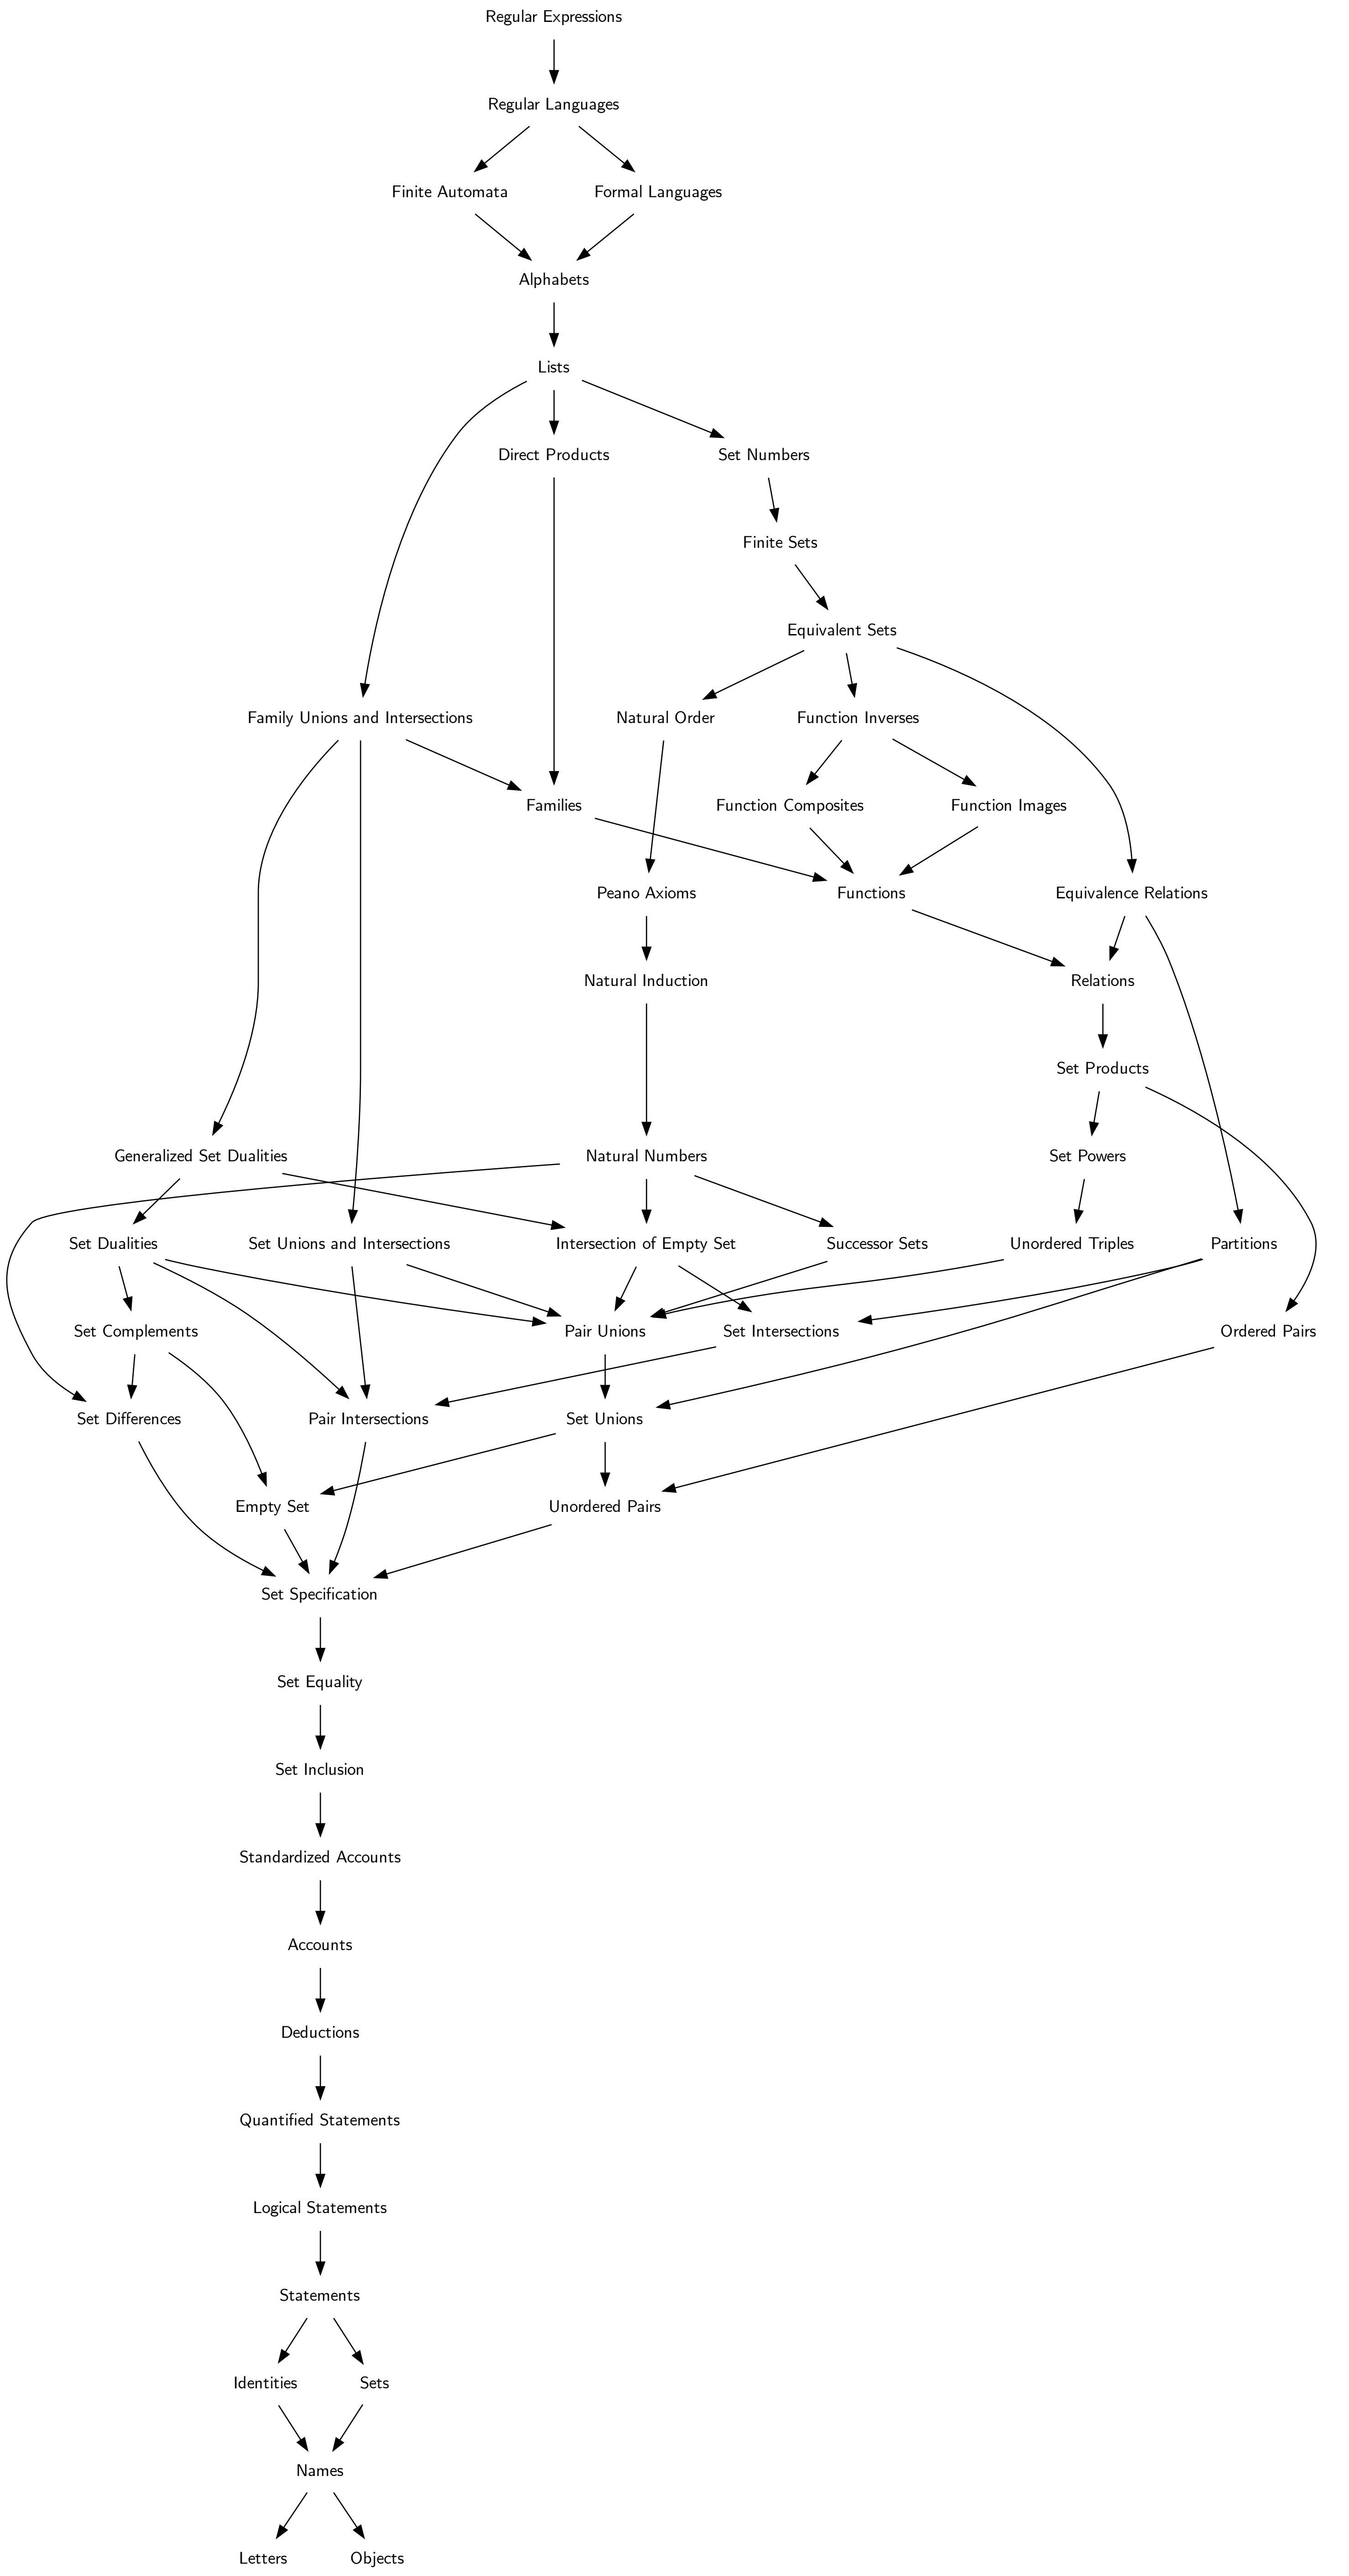 Regular Expressions
Regular Languages
Finite Automata
Formal Languages
Alphabets
Lists
Direct Products
Set Numbers
Finite Sets
Equivalent Sets
Family Unions and Intersections
Natural Order
Function Inverses
Families
Function Composites
Function Images
Peano Axioms
Functions
Equivalence Relations
Natural Induction
Relations
Set Products
Generalized Set Dualities
Natural Numbers
Set Powers
Set Dualities
Set Unions and Intersections
Intersection of Empty Set
Successor Sets
Unordered Triples
Partitions
Set Complements
Pair Unions
Set Intersections
Ordered Pairs
Set Differences
Pair Intersections
Set Unions
Empty Set
Unordered Pairs
Set Specification
Set Equality
Set Inclusion
Standardized Accounts
Accounts
Deductions
Quantified Statements
Logical Statements
Statements
Identities
Sets
Names
Letters
Objects